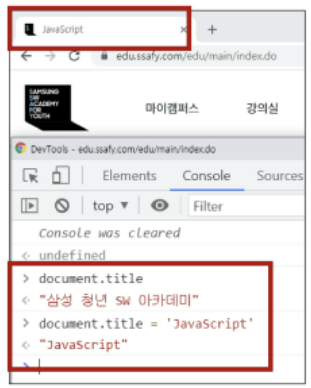 JavaScript
edu.ssafy.com/edu/main/index.do
SAMSUNG
SW
ACADEMY
FOR
YOUTH
마이캠퍼스 강의실
DevTools - edu.ssafy.com/edu/main/index.do
Elements Console Sources
top ▼ Filter
Console was cleared
undefined
> document.title
"삼성 청년 SW 아카데미"
> document.title = 'JavaScript'
"JavaScript"
>